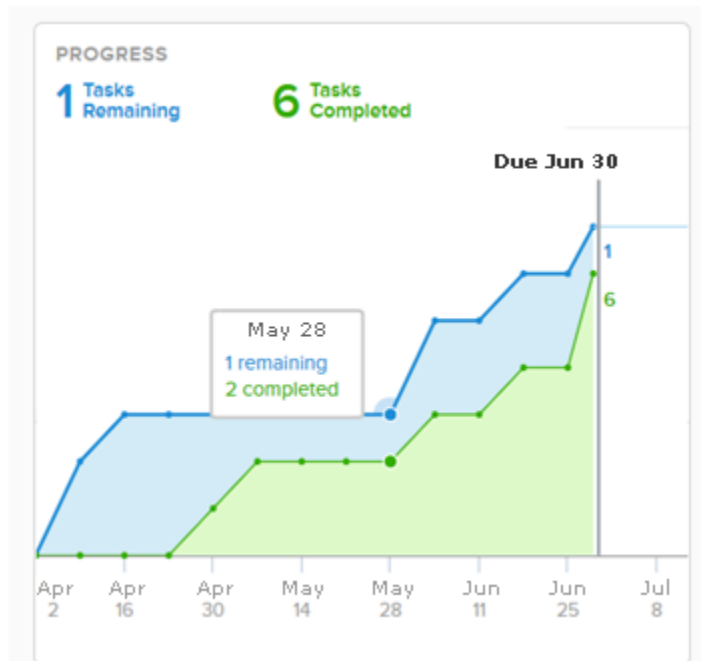 PROGRESS
1 Tasks Remaining
6 Tasks Completed
Due Jun 30
1
6
May 28
1 remaining
2 completed
Apr 2
Apr 16
Apr 30
May 14
May 28
Jun 11
Jun 25
Jul 8